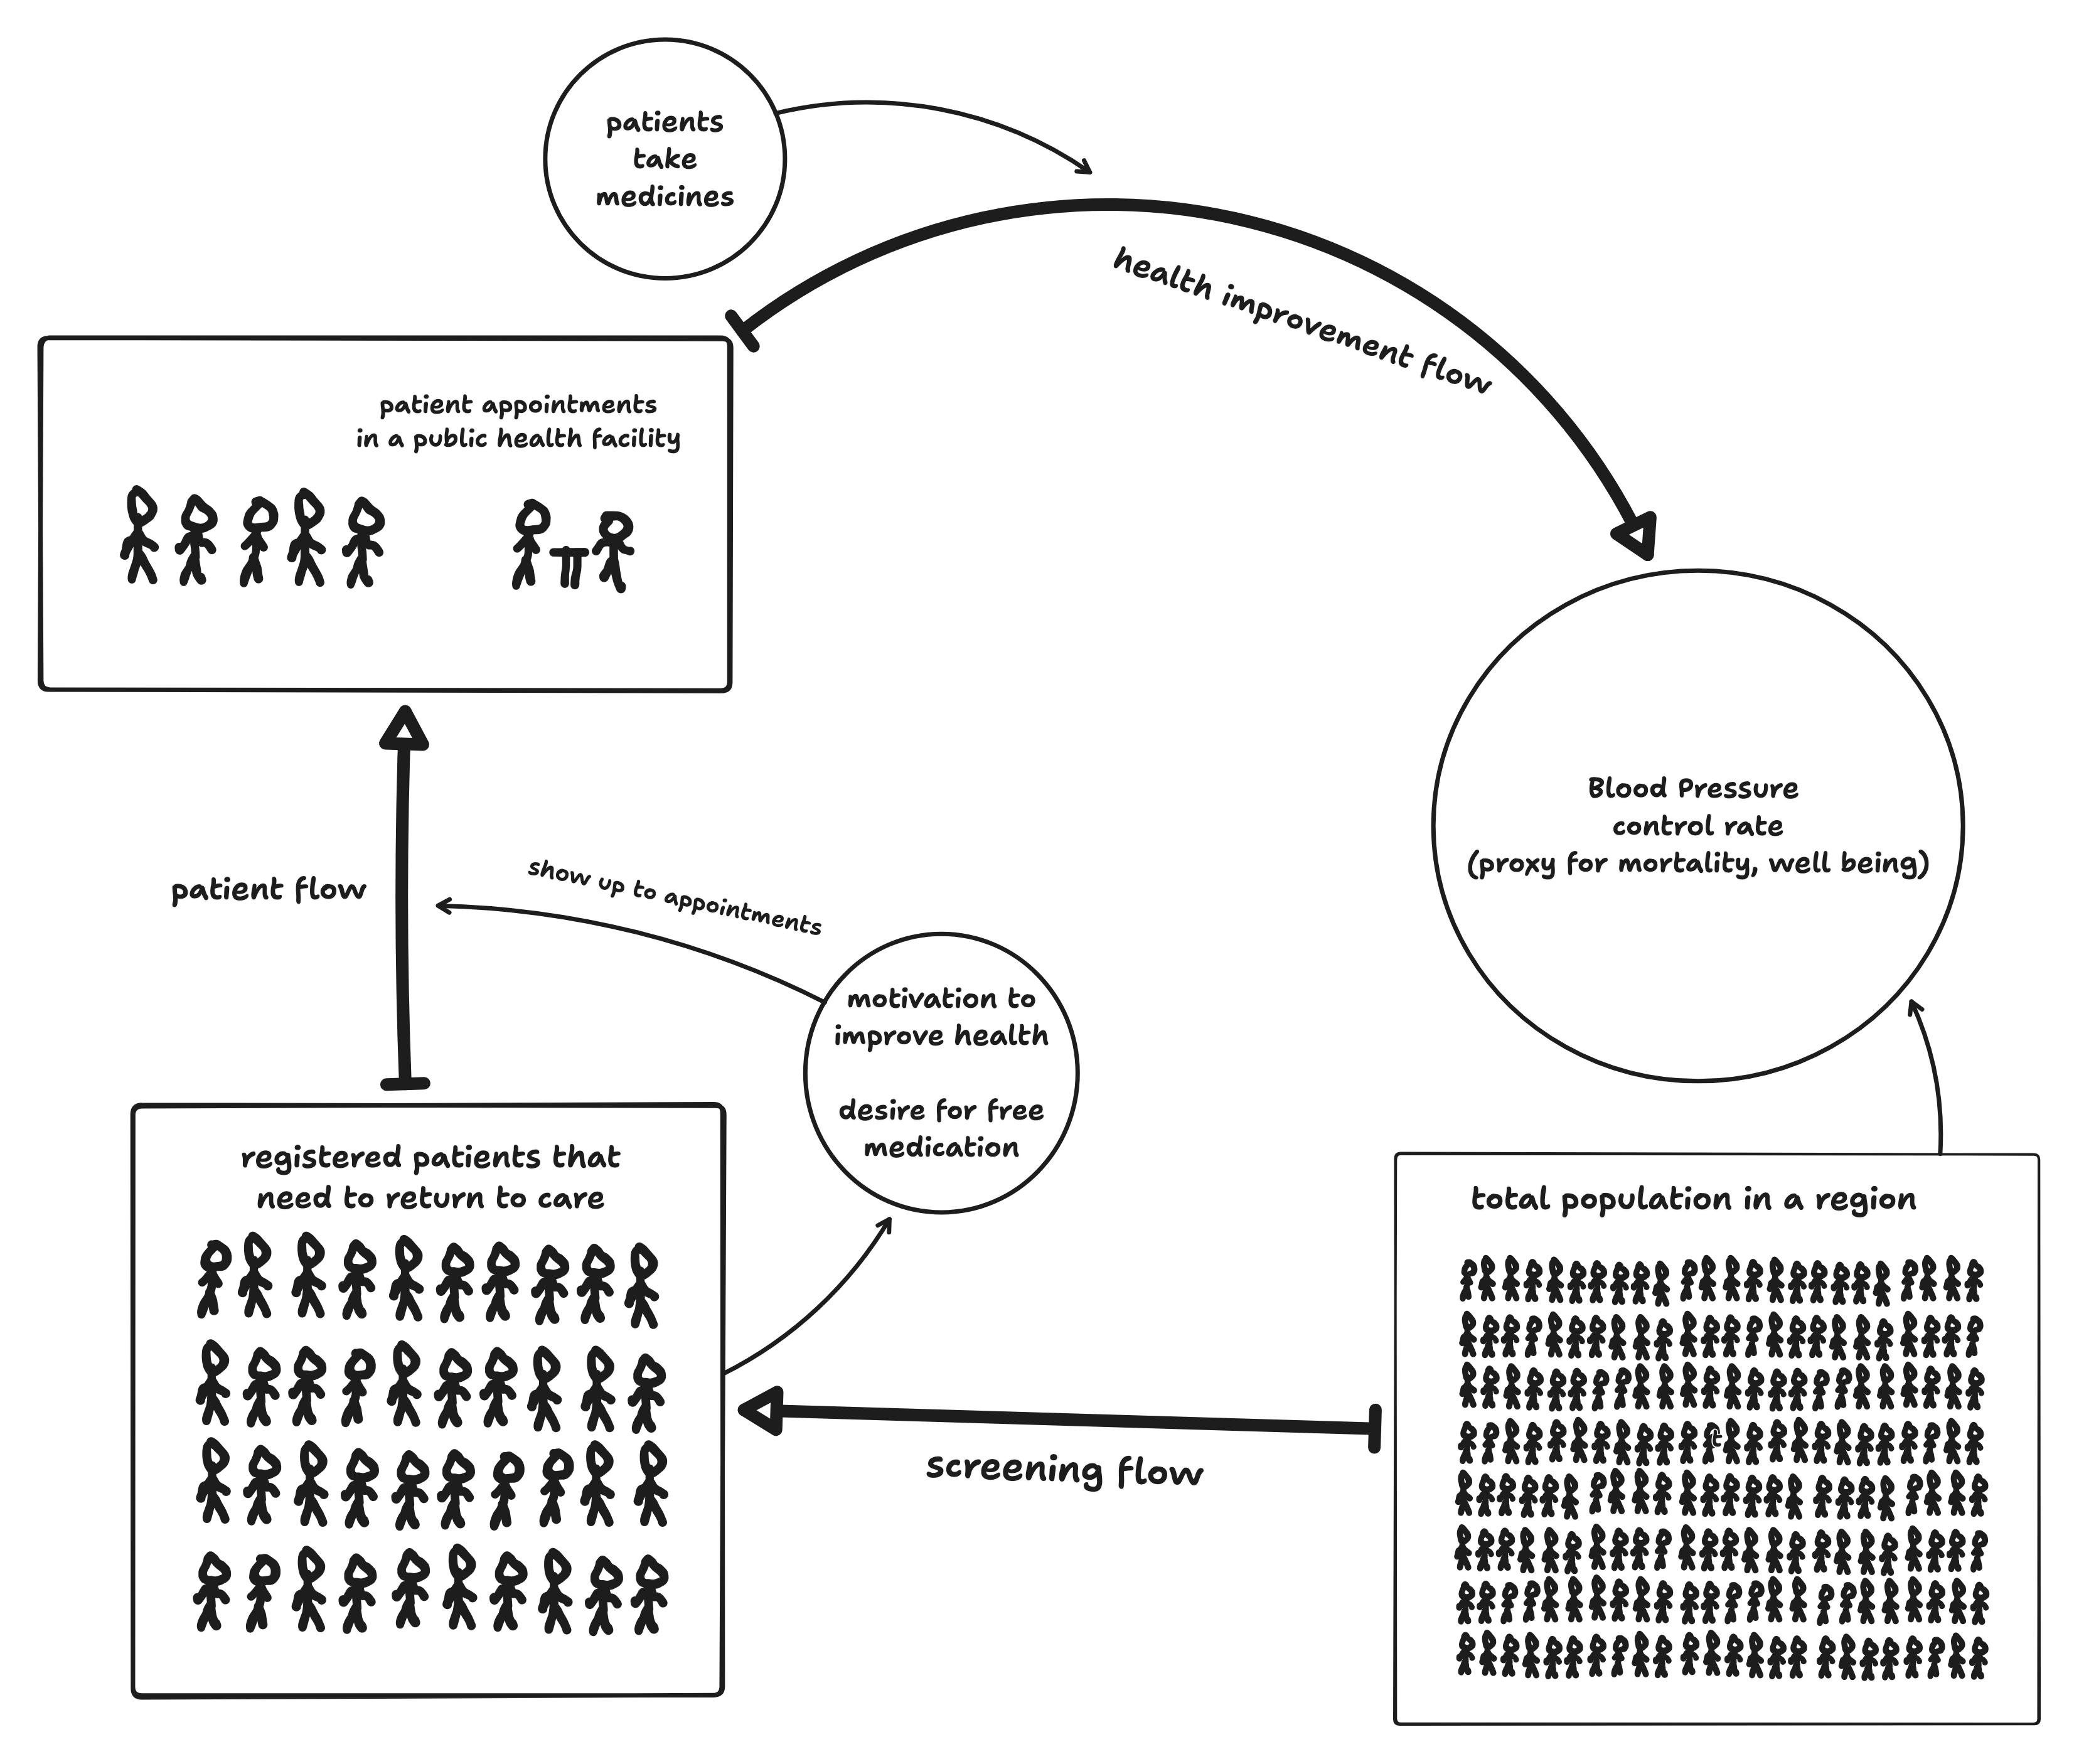 patients
take
medicines
health improvement flow
patient appointments
in a public health facility
Blood Pressure
control rate
(proxy for mortality, well being)
patient flow
show up to appointments
motivation to
improve health
desire for free
medication
registered patients that
need to return to care
total population in a region
screening flow
t